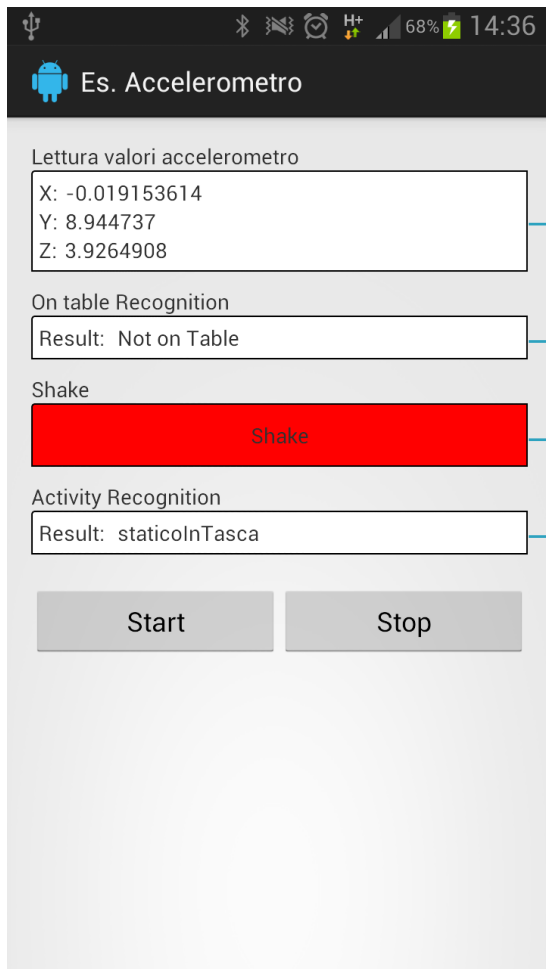 H+ 68% 14:36
Es. Accelerometro
Lettura valori accelerometro
X: -0.019153614
Y: 8.944737
Z: 3.9264908
On table Recognition
Result: Not on Table
Shake
Shake
Activity Recognition
Result: staticoInTasca
Start Stop